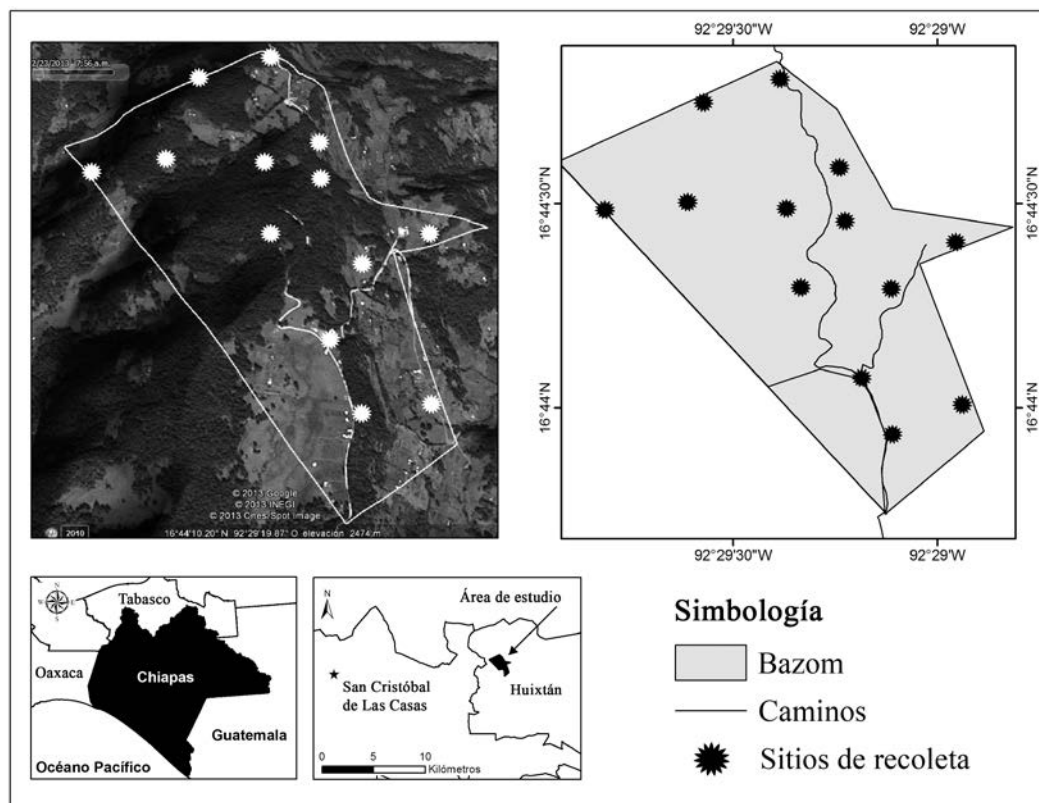 2/23/2013 7:56 a.m.
© 2013 Google
© 2013 INEGI
© 2013 Cnes/Spot Image
2010
16°44'10.20" N 92°29'19.87" O elevación 2474 m
92°29'30"W
92°29'W
16°44'30"N
16°44'N
16°44'30"N
16°44'N
92°29'30"W
92°29'W
N
W
E
S
Tabasco
Oaxaca
Chiapas
Guatemala
Océano Pacífico
N
Área de estudio
San Cristóbal
de Las Casas
Huixtán
0 5 10
Kilómetros
Simbología
Bazom
Caminos
Sitios de recoleta